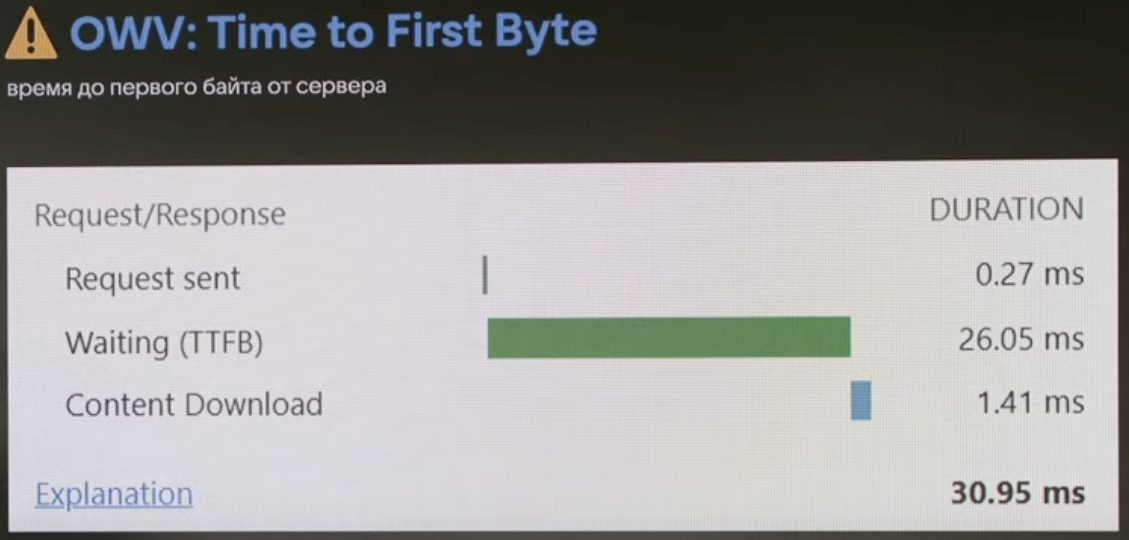 OWV: Time to First Byte
время до первого байта от сервера
Request/Response DURATION
Request sent 0.27 ms
Waiting (TTFB) 26.05 ms
Content Download 1.41 ms
Explanation 30.95 ms